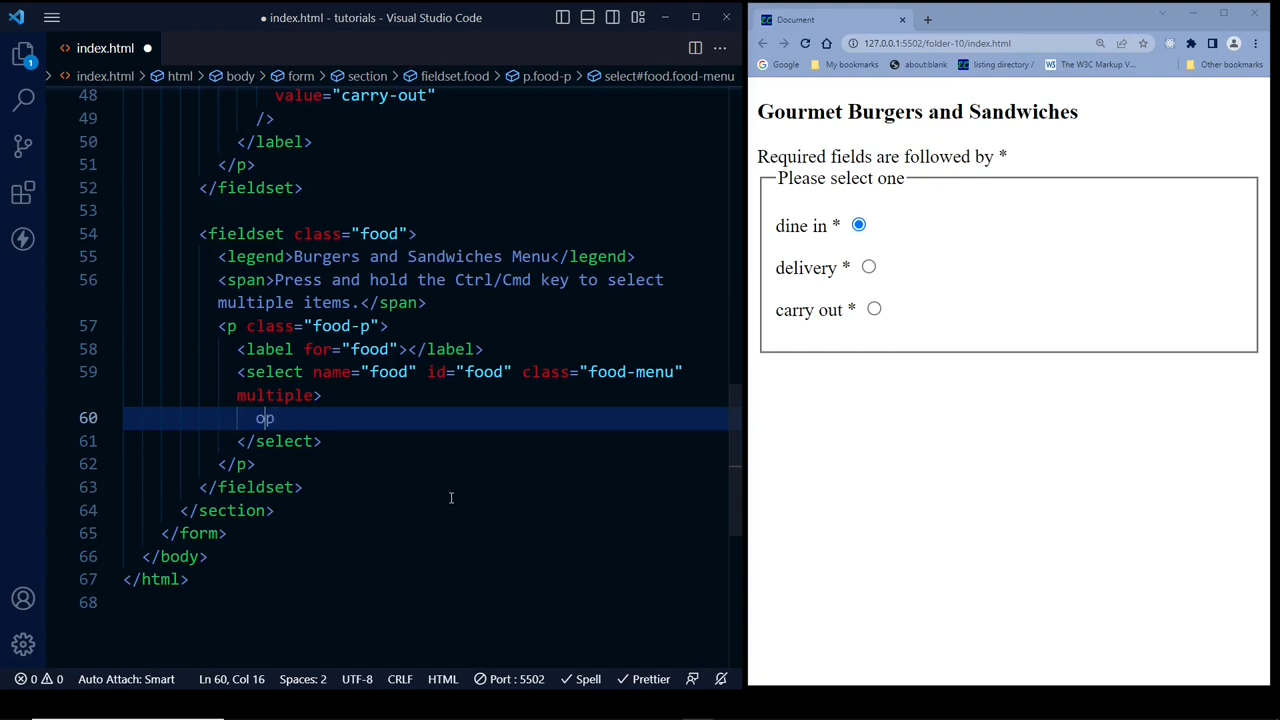 ● index.html - tutorials - Visual Studio Code
index.html ●
index.html > html > body > form > section > fieldset.food > p.food-p > select#food.food-menu
48 value="carry-out"
49 />
50 </label>
51 </p>
52 </fieldset>
53
54 <fieldset class="food">
55 <legend>Burgers and Sandwiches Menu</legend>
56 <span>Press and hold the Ctrl/Cmd key to select
multiple items.</span>
57 <p class="food-p">
58 <label for="food"></label>
59 <select name="food" id="food" class="food-menu"
multiple>
60 op
61 </select>
62 </p>
63 </fieldset>
64 </section>
65 </form>
66 </body>
67 </html>
68
1
0 0 Auto Attach: Smart Ln 60, Col 16 Spaces: 2 UTF-8 CRLF HTML Port : 5502 Spell Prettier
Document
127.0.0.1:5502/folder-10/index.html
Google My bookmarks about:blank listing directory / The W3C Markup V... Other bookmarks
Gourmet Burgers and Sandwiches
Required fields are followed by *
Please select one
dine in *
delivery *
carry out *